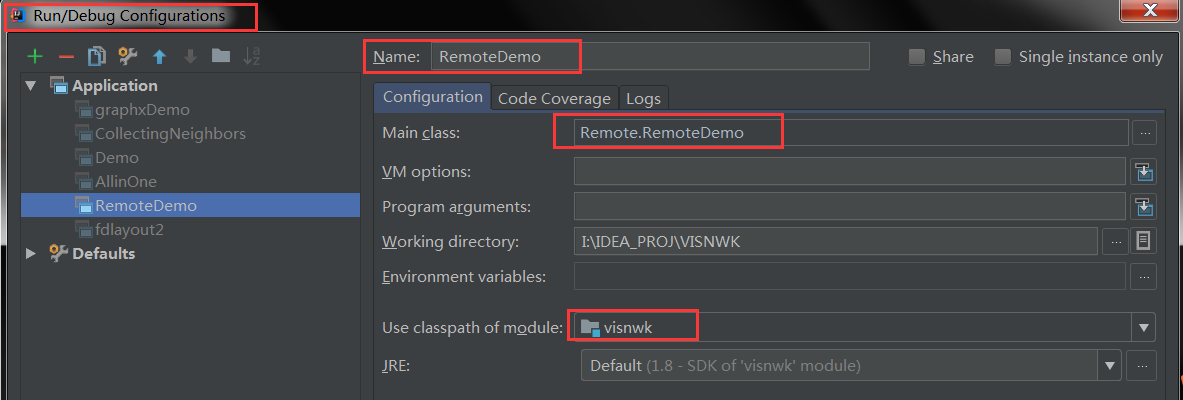 Run/Debug Configurations
Name: RemoteDemo Share Single instance only
Application
graphxDemo
CollectingNeighbors
Demo
AllinOne
RemoteDemo
fdlayout2
Defaults
Configuration Code Coverage Logs
Main class: Remote.RemoteDemo ...
VM options:
Program arguments:
Working directory: I:\IDEA_PROJ\VISNWK ...
Environment variables: ...
Use classpath of module: visnwk
JRE: Default (1.8 - SDK of 'visnwk' module) ...